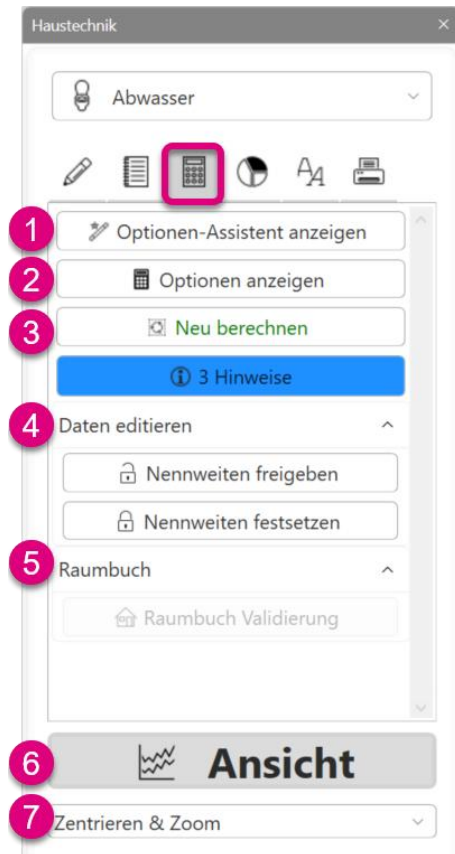 Haustechnik
Abwasser
1 Optionen-Assistent anzeigen
2 Optionen anzeigen
3 Neu berechnen
3 Hinweise
4 Daten editieren
Nennweiten freigeben
Nennweiten festsetzen
5 Raumbuch
Raumbuch Validierung
6 Ansicht
7 Zentrieren & Zoom